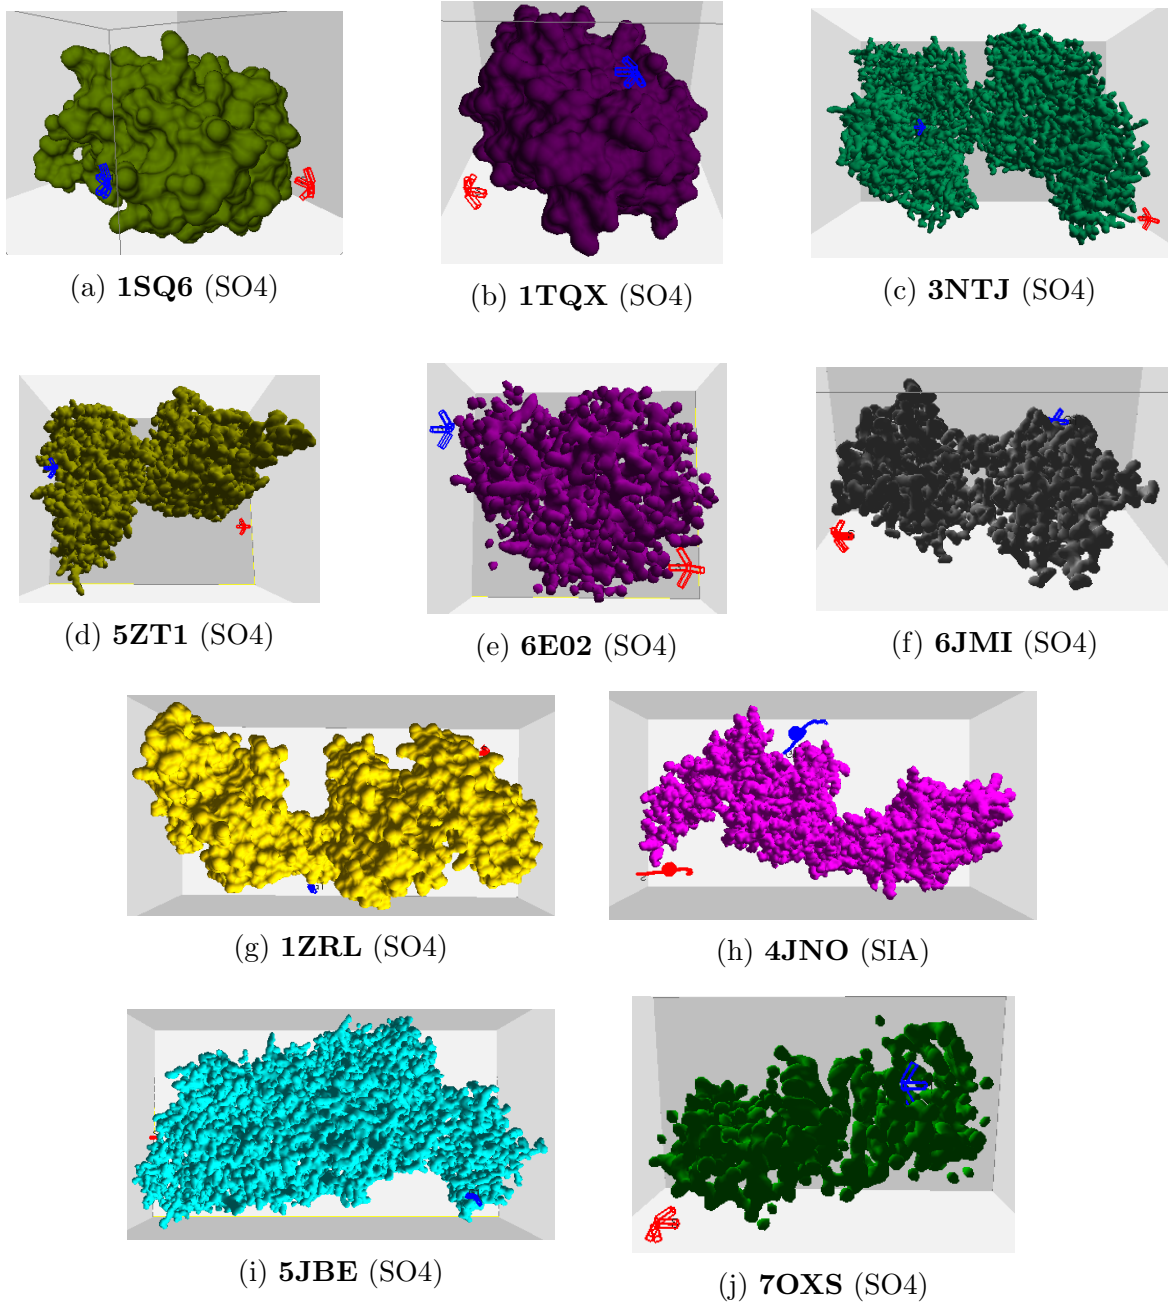 (a) 1SQ6 (SO4)
(b) 1TQX (SO4)
(c) 3NTJ (SO4)
(d) 5ZT1 (SO4)
(e) 6E02 (SO4)
(f) 6JMI (SO4)
(g) 1ZRL (SO4)
(h) 4JNO (SIA)
(i) 5JBE (SO4)
(j) 7OXS (SO4)